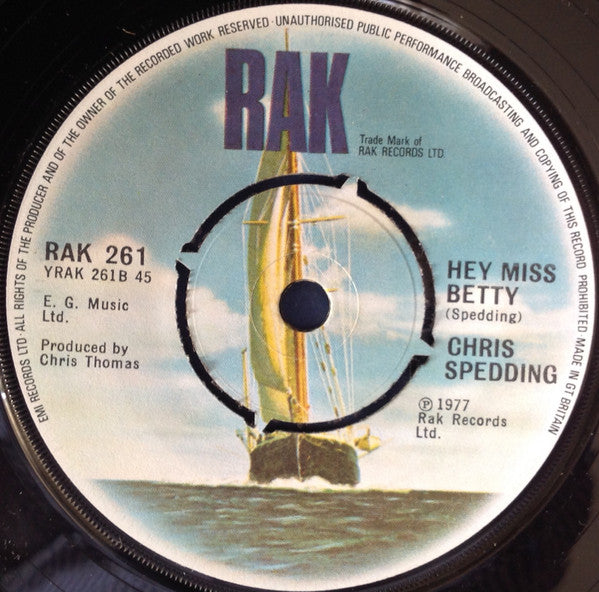 EMI RECORDS LTD · ALL RIGHTS OF THE PRODUCER AND OF THE OWNER OF THE RECORDED WORK RESERVED · UNAUTHORISED PUBLIC PERFORMANCE BROADCASTING AND COPYING OF THIS RECORD PROHIBITED MADE IN GT BRITAIN
RAK
Trade Mark of
RAK RECORDS LTD
RAK 261
YRAK 261B 45
E. G. Music
Ltd.
Produced by
Chris Thomas
HEY MISS
BETTY
(Spedding)
CHRIS
SPEDDING
℗ 1977
Rak Records
Ltd.